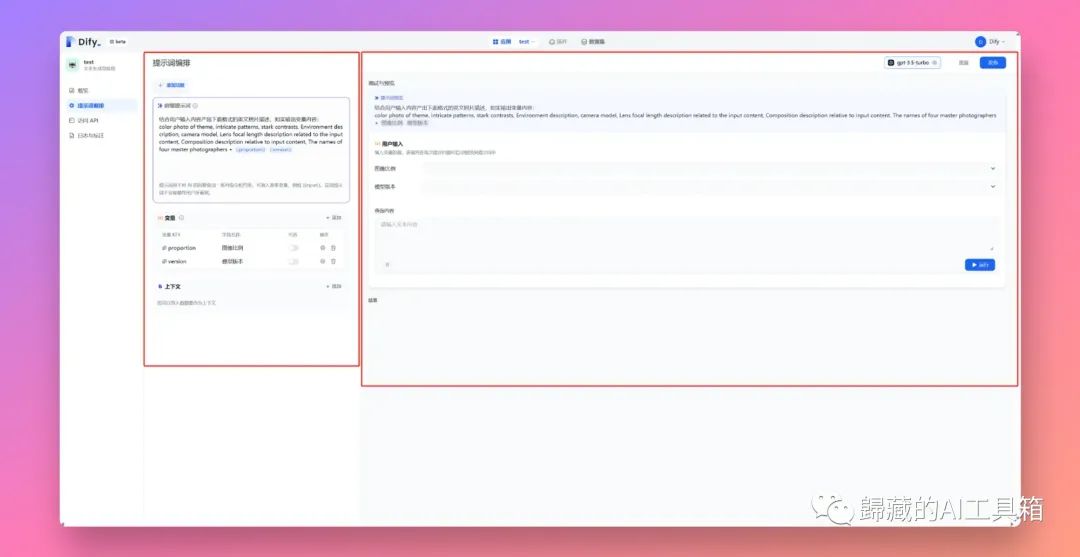 Dify_
beta
应用
test
插件
数据集
Dify
test
文本生成型应用
概览
提示词编排
访问 API
日志与标注
提示词编排
添加功能
前缀提示词
结合用户输入内容产出下面格式的英文照片描述，如实输出变量内容：
color photo of theme, intricate patterns, stark contrasts, Environment des
cription, camera model, Lens focal length description related to the input
content, Composition description relative to input content, The names of
four master photographers + {proportion} {version}
变量
添加
变量 KEY
字段名称
可选
操作
proportion
图像比例
version
模型版本
上下文
添加
gpt-3.5-turbo
重置
发布
调试与预览
提示词预览
结合用户输入内容产出下面格式的英文照片描述，如实输出变量内容：
color photo of theme, intricate patterns, stark contrasts, Environment description, camera model, Lens focal length description related to the input content, Composition description relative to input content, The names of four master photographers
+ 图像比例 模型版本
用户输入
图像比例
模型版本
查询内容
请输入文本内容
0
运行
结果
歸藏的AI工具箱